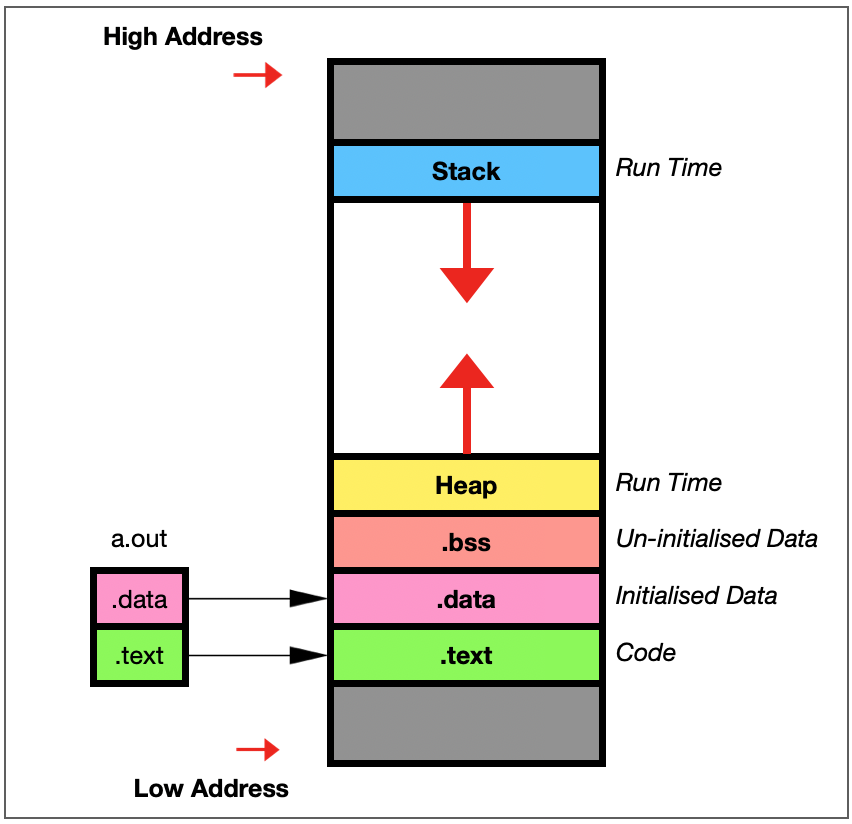 High Address
Stack
Run Time
Heap
Run Time
a.out
.bss
Un-initialised Data
.data
.data
Initialised Data
.text
.text
Code
Low Address